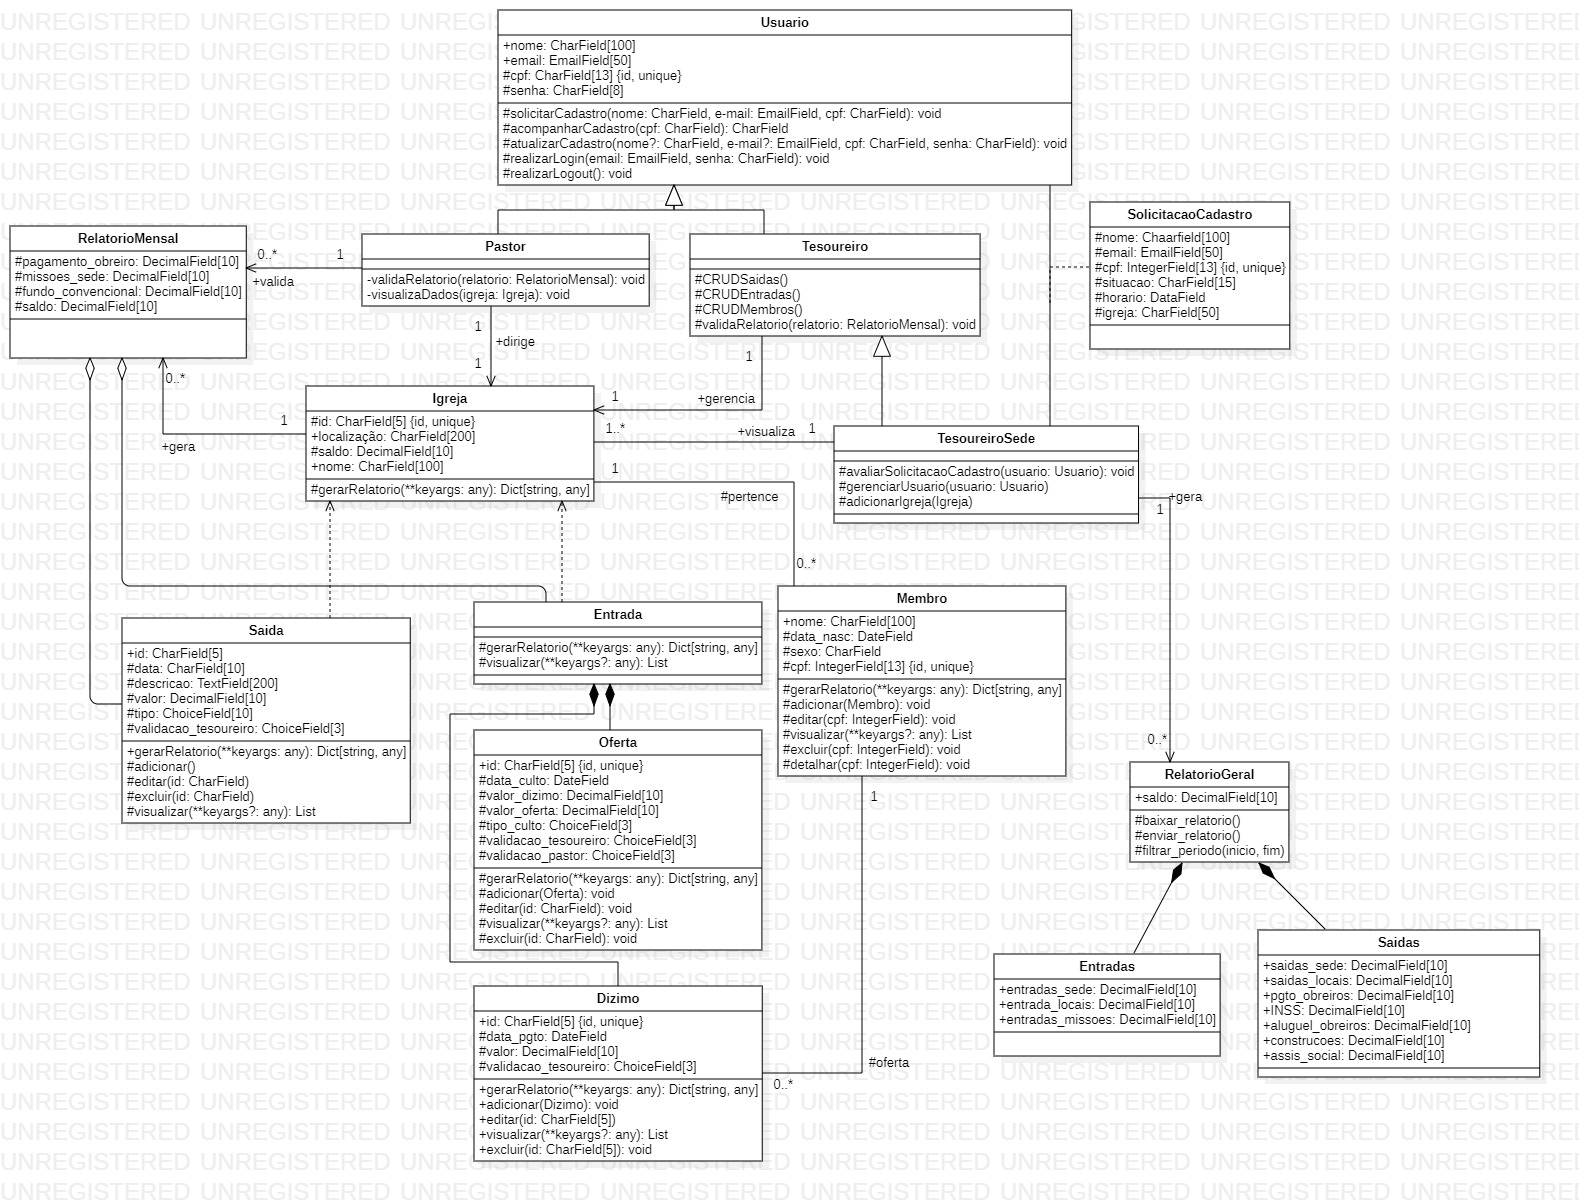 Usuario
+nome: CharField[100]
+email: EmailField[50]
#cpf: CharField[13] {id, unique}
#senha: CharField[8]
#solicitarCadastro(nome: CharField, e-mail: EmailField, cpf: CharField): void
#acompanharCadastro(cpf: CharField): CharField
#atualizarCadastro(nome?: CharField, e-mail?: EmailField, cpf: CharField, senha: CharField): void
#realizarLogin(email: EmailField, senha: CharField): void
#realizarLogout(): void
RelatorioMensal
#pagamento_obreiro: DecimalField[10]
#missoes_sede: DecimalField[10]
#fundo_convencional: DecimalField[10]
#saldo: DecimalField[10]
0..*
1
+valida
Pastor
-validaRelatorio(relatorio: RelatorioMensal): void
-visualizaDados(igreja: Igreja): void
Tesoureiro
#CRUDSaidas()
#CRUDEntradas()
#CRUDMembros()
#validaRelatorio(relatorio: RelatorioMensal): void
SolicitacaoCadastro
#nome: Chaarfield[100]
#email: EmailField[50]
#cpf: IntegerField[13] {id, unique}
#situacao: CharField[15]
#horario: DataField
#igreja: CharField[50]
1
+dirige
1
1
1
+gerencia
0..*
1
+gera
Igreja
#id: CharField[5] {id, unique}
+localização: CharField[200]
#saldo: DecimalField[10]
+nome: CharField[100]
#gerarRelatorio(**keyargs: any): Dict[string, any]
1..*
+visualiza
1
1
#pertence
0..*
TesoureiroSede
#avaliarSolicitacaoCadastro(usuario: Usuario): void
#gerenciarUsuario(usuario: Usuario)
#adicionarIgreja(Igreja)
+gera
1
0..*
Saida
+id: CharField[5]
#data: CharField[10]
#descricao: TextField[200]
#valor: DecimalField[10]
#tipo: ChoiceField[10]
#validacao_tesoureiro: ChoiceField[3]
+gerarRelatorio(**keyargs: any): Dict[string, any]
#adicionar()
#editar(id: CharField)
#excluir(id: CharField)
#visualizar(**keyargs?: any): List
Entrada
#gerarRelatorio(**keyargs: any): Dict[string, any]
#visualizar(**keyargs?: any): List
Membro
+nome: CharField[100]
#data_nasc: DateField
#sexo: CharField
#cpf: IntegerField[13] {id, unique}
#gerarRelatorio(**keyargs: any): Dict[string, any]
#adicionar(Membro): void
#editar(cpf: IntegerField): void
#visualizar(**keyargs?: any): List
#excluir(cpf: IntegerField): void
#detalhar(cpf: IntegerField): void
1
Oferta
+id: CharField[5] {id, unique}
#data_culto: DateField
#valor_dizimo: DecimalField[10]
#valor_oferta: DecimalField[10]
#tipo_culto: ChoiceField[3]
#validacao_tesoureiro: ChoiceField[3]
#validacao_pastor: ChoiceField[3]
#gerarRelatorio(**keyargs: any): Dict[string, any]
#adicionar(Oferta): void
#editar(id: CharField): void
#visualizar(**keyargs?: any): List
#excluir(id: CharField): void
RelatorioGeral
+saldo: DecimalField[10]
#baixar_relatorio()
#enviar_relatorio()
#filtrar_periodo(inicio, fim)
Dizimo
+id: CharField[5] {id, unique}
#data_pgto: DateField
#valor: DecimalField[10]
#validacao_tesoureiro: ChoiceField[3]
+gerarRelatorio(**keyargs: any): Dict[string, any]
+adicionar(Dizimo): void
+editar(id: CharField[5])
+visualizar(**keyargs?: any): List
+excluir(id: CharField[5]): void
#oferta
0..*
Entradas
+entradas_sede: DecimalField[10]
+entrada_locais: DecimalField[10]
+entradas_missoes: DecimalField[10]
Saidas
+saidas_sede: DecimalField[10]
+saidas_locais: DecimalField[10]
+pgto_obreiros: DecimalField[10]
+INSS: DecimalField[10]
+aluguel_obreiros: DecimalField[10]
+construcoes: DecimalField[10]
+assis_social: DecimalField[10]
UNREGISTERED